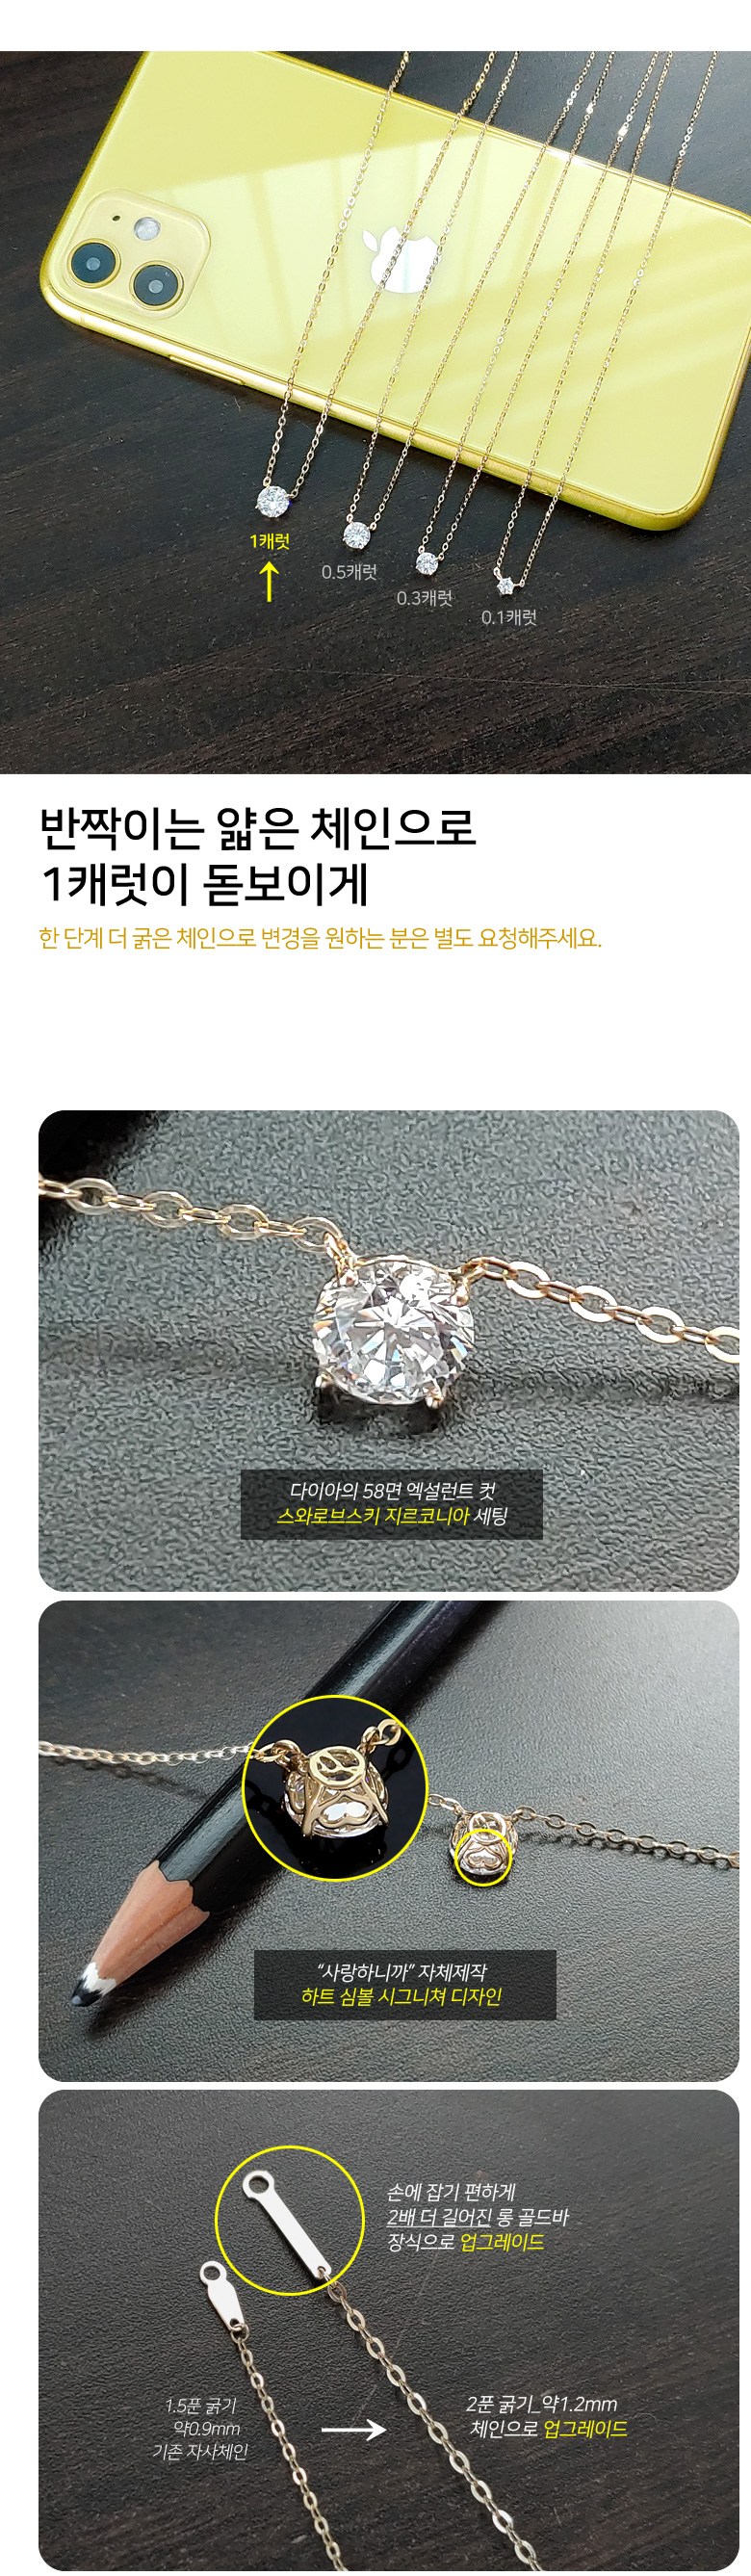 1캐럿
0.5캐럿
0.3캐럿
0.1캐럿
반짝이는 얇은 체인으로
1캐럿이 돋보이게
한 단계 더 굵은 체인으로 변경을 원하는 분은 별도 요청해주세요.
다이아의 58면 엑설런트 컷
스와로브스키 지르코니아 세팅
“사랑하니까” 자체제작
하트 심볼 시그니쳐 디자인
손에 잡기 편하게
2배 더 길어진 롱 골드바
장식으로 업그레이드
1.5푼 굵기
약0.9mm
기존 자사체인
2푼 굵기_약1.2mm
체인으로 업그레이드